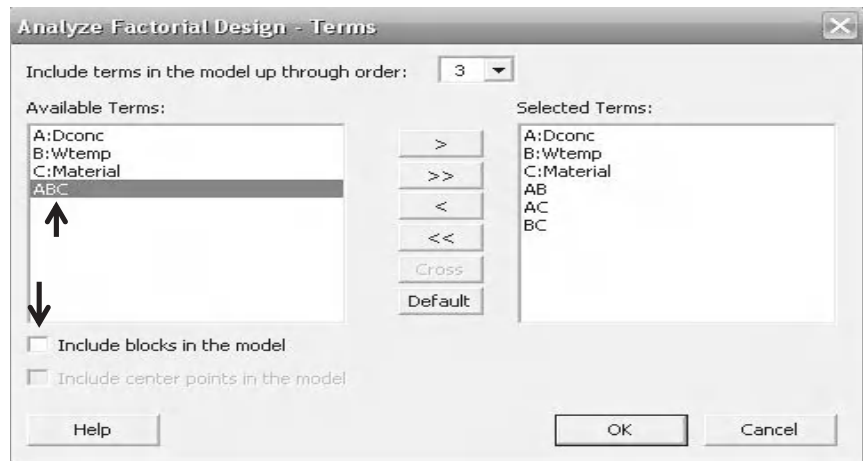 Analyze Factorial Design - Terms
Include terms in the model up through order: 3
Available Terms:
A:Dconc
B:Wtemp
C:Material
ABC
>
>>
<
<<
Cross
Default
Selected Terms:
A:Dconc
B:Wtemp
C:Material
AB
AC
BC
Include blocks in the model
Include center points in the model
Help
OK
Cancel